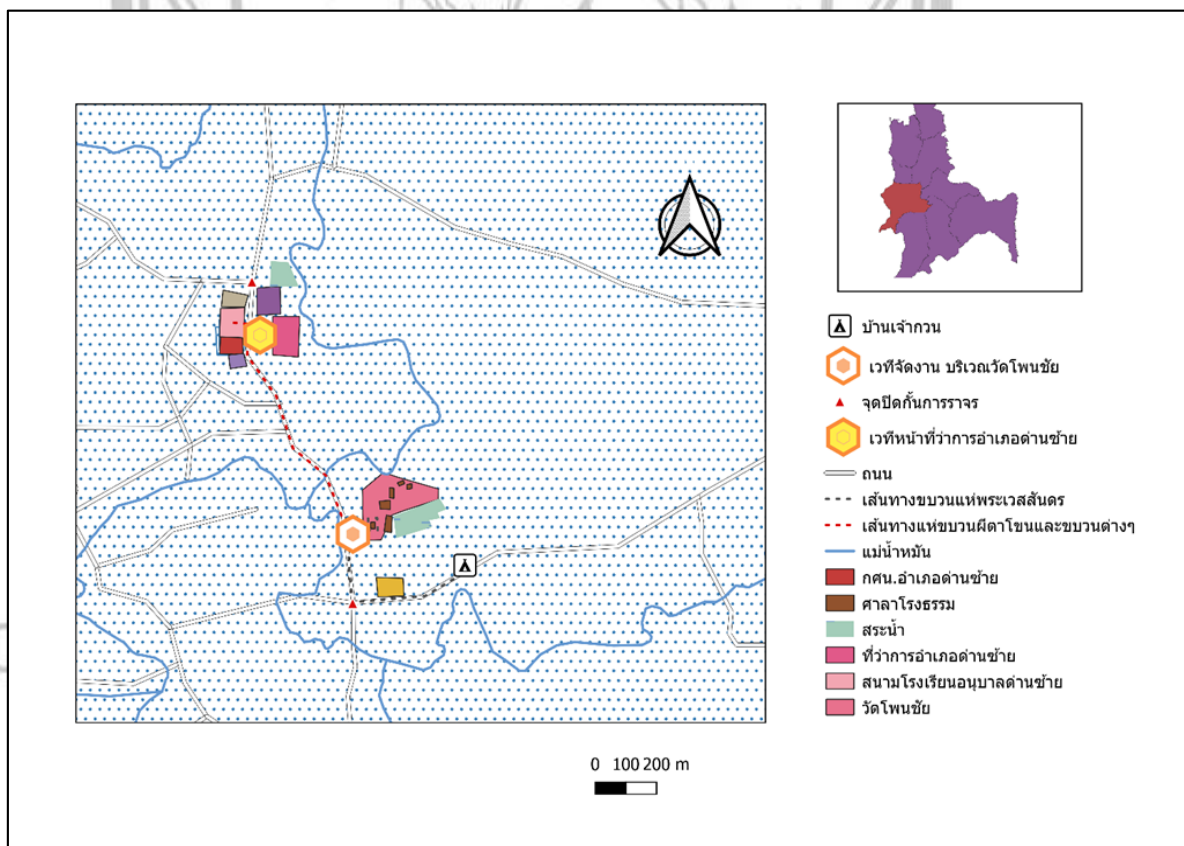 บ้านเจ้ากวน
เวทีจัดงาน บริเวณวัดโพนชัย
จุดปิดกั้นการราจร
เวทีหน้าที่ว่าการอำเภอด่านซ้าย
ถนน
เส้นทางขบวนแห่พระเวสสันดร
เส้นทางแห่ขบวนผีตาโขนและขบวนต่างๆ
แม่น้ำหมัน
กศน.อำเภอด่านซ้าย
ศาลาโรงธรรม
สระน้ำ
ที่ว่าการอำเภอด่านซ้าย
สนามโรงเรียนอนุบาลด่านซ้าย
วัดโพนชัย
0 100 200 m